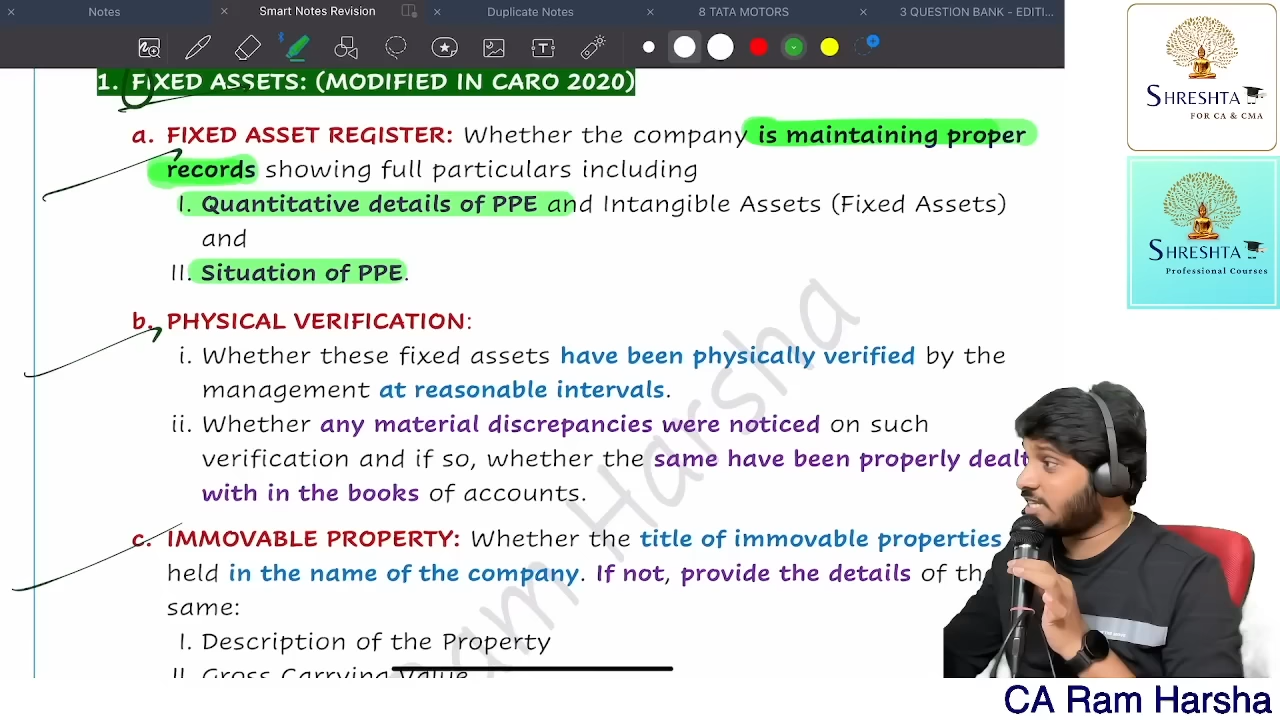 Notes
Smart Notes Revision
Duplicate Notes
8 TATA MOTORS
3 QUESTION BANK - EDITI...
1. FIXED ASSETS: (MODIFIED IN CARO 2020)
a. FIXED ASSET REGISTER: Whether the company is maintaining proper
records showing full particulars including
I. Quantitative details of PPE and Intangible Assets (Fixed Assets)
and
II. Situation of PPE.
b. PHYSICAL VERIFICATION:
i. Whether these fixed assets have been physically verified by the
management at reasonable intervals.
ii. Whether any material discrepancies were noticed on such
verification and if so, whether the same have been properly dealt
with in the books of accounts.
c. IMMOVABLE PROPERTY: Whether the title of immovable properties
held in the name of the company. If not, provide the details of
same:
I. Description of the Property
II. Gross Carrying Value
am Harsha
SHRESHTA
FOR CA & CMA
SHRESHTA
Professional Courses
CA Ram Harsha